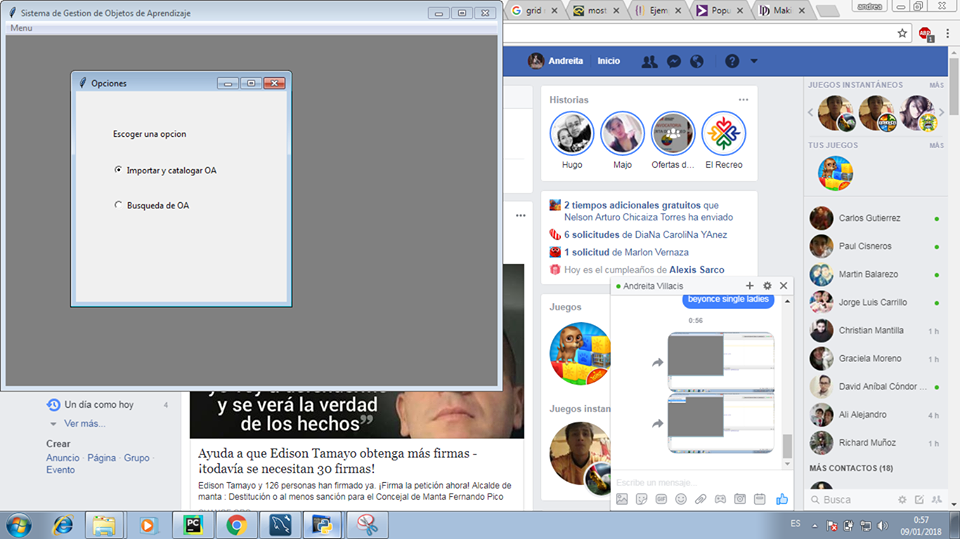 Sistema de Gestion de Objetos de Aprendizaje
Menu
Opciones
Escoger una opcion
Importar y catalogar OA
Busqueda de OA
grid
most
Ejemp
Popu
Maki
andrea
Andreita
Inicio
Historias
Hugo
Majo
Ofertas d...
El Recreo
2 tiempos adicionales gratuitos que
Nelson Arturo Chicaiza Torres ha enviado
6 solicitudes de DiaNa CaroliNa YAnez
1 solicitud de Marlon Vernaza
Hoy es el cumpleaños de Alexis Sarco
Juegos
Juegos instan
JUEGOS INSTANTÁNEOS
MÁS
TUS JUEGOS
MÁS
Carlos Gutierrez
Paul Cisneros
Martin Balarezo
Jorge Luis Carrillo
Christian Mantilla
1 h
Graciela Moreno
1 h
David Aníbal Cóndor ...
Ali Alejandro
4 h
Richard Muñoz
1 h
MÁS CONTACTOS (18)
Busca
Andreita Villacis
beyonce single ladies
0:56
Escribe un mensaje...
Un día como hoy
4
Ver más...
Crear
Anuncio · Página · Grupo ·
Evento
y se verá la verdad
de los hechos”
Ayuda a que Edison Tamayo obtenga más firmas -
¡todavía se necesitan 30 firmas!
Edison Tamayo y 126 personas han firmado ya. ¡Firma la petición ahora! Alcalde de
manta : Destitución o al menos sanción para el Concejal de Manta Fernando Pico
ES
0:57
09/01/2018